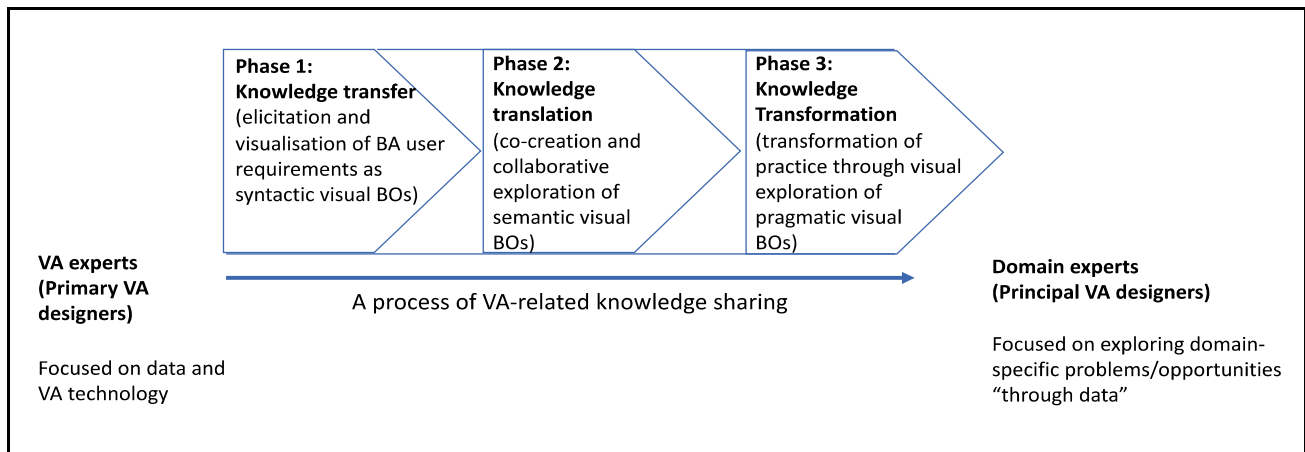 Phase 1:
Knowledge transfer
(elicitation and
visualisation of BA user
requirements as
syntactic visual BOs)
Phase 2:
Knowledge
translation
(co-creation and
collaborative
exploration of
semantic visual
BOs)
Phase 3:
Knowledge
Transformation
(transformation of
practice through visual
exploration of
pragmatic visual
BOs)
VA experts
(Primary VA
designers)
Focused on data and
VA technology
A process of VA-related knowledge sharing
Domain experts
(Principal VA designers)
Focused on exploring domain-
specific problems/opportunities
“through data”